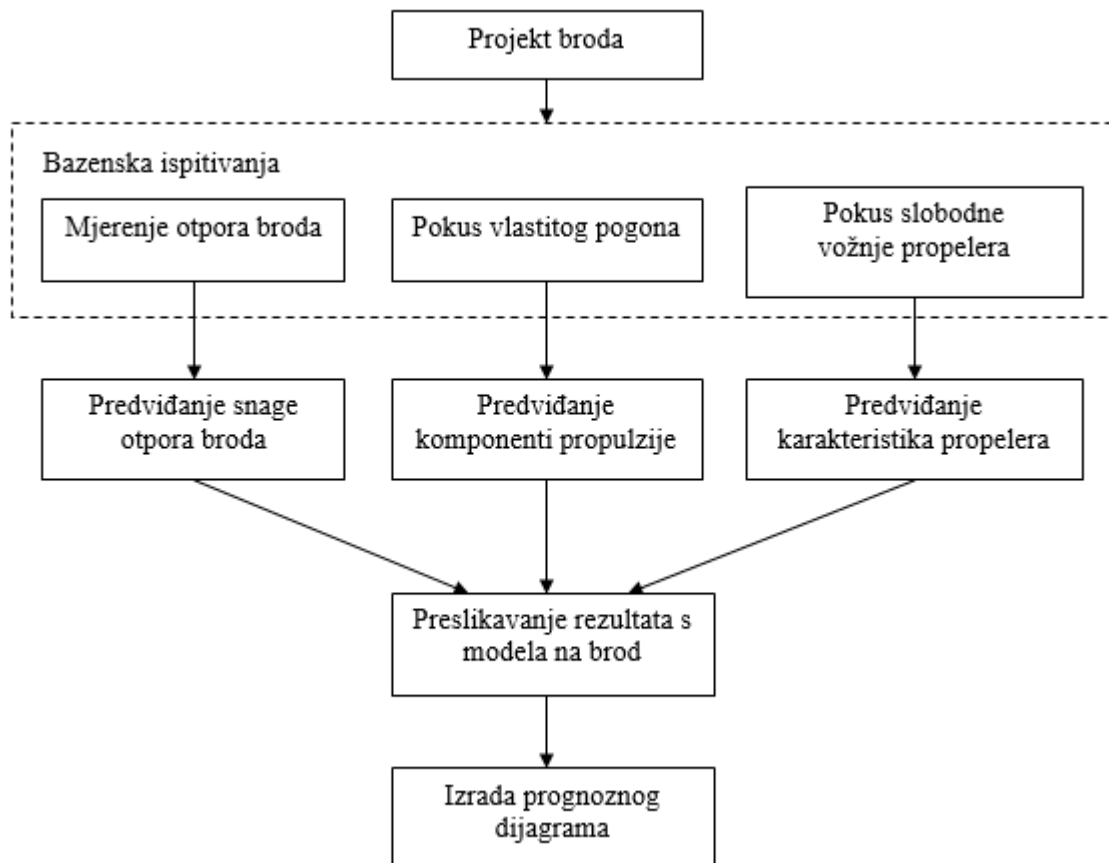 Projekt broda
Bazenska ispitivanja
Mjerenje otpora broda
Pokus vlastitog pogona
Pokus slobodne
vožnje propelera
Predviđanje snage
otpora broda
Predviđanje
komponenti propulzije
Predviđanje
karakteristika propelera
Preslikavanje rezultata s
modela na brod
Izrada prognoznog
dijagrama